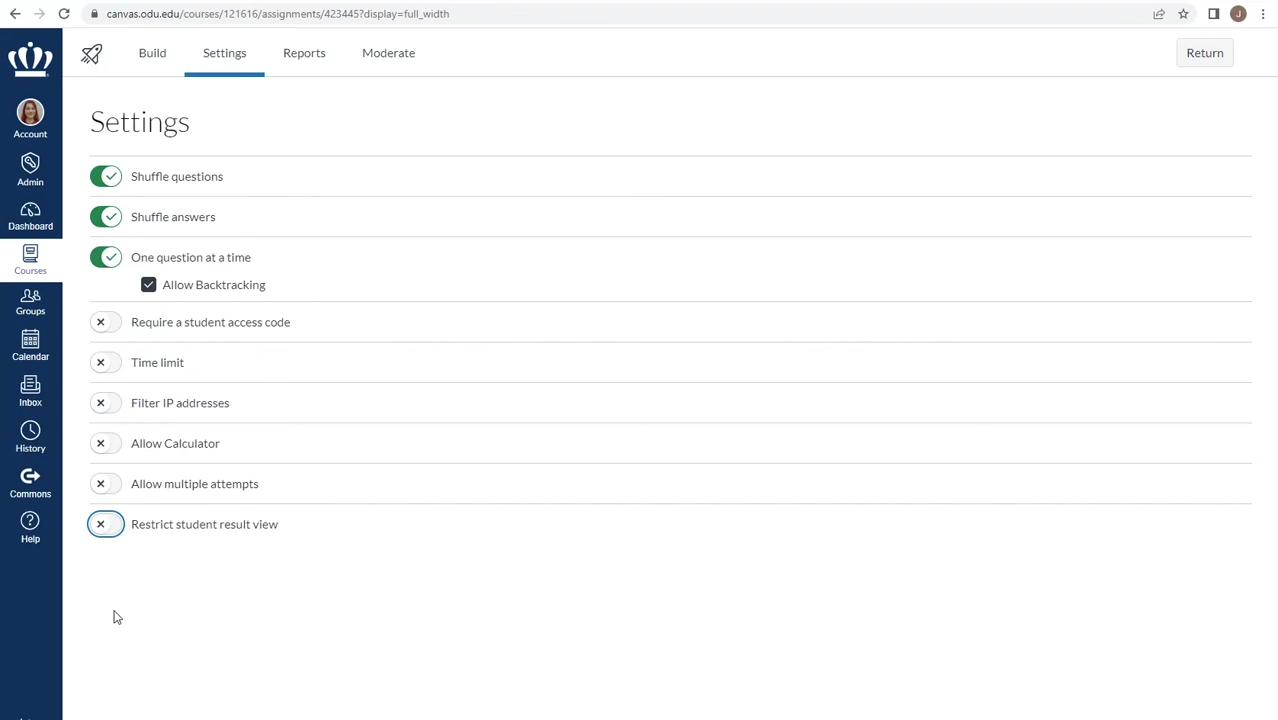 canvas.odu.edu/courses/121616/assignments/423445?display=full_width
J
Build
Settings
Reports
Moderate
Return
Account
Admin
Dashboard
Courses
Groups
Calendar
Inbox
History
Commons
Help
Settings
Shuffle questions
Shuffle answers
One question at a time
Allow Backtracking
Require a student access code
Time limit
Filter IP addresses
Allow Calculator
Allow multiple attempts
Restrict student result view